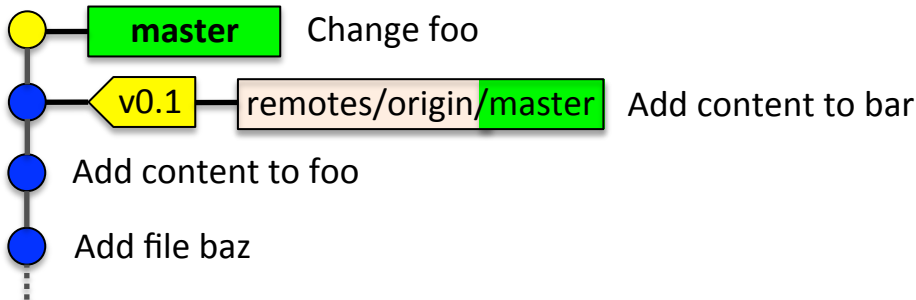 master Change foo
v0.1 remotes/origin/master Add content to bar
Add content to foo
Add file baz